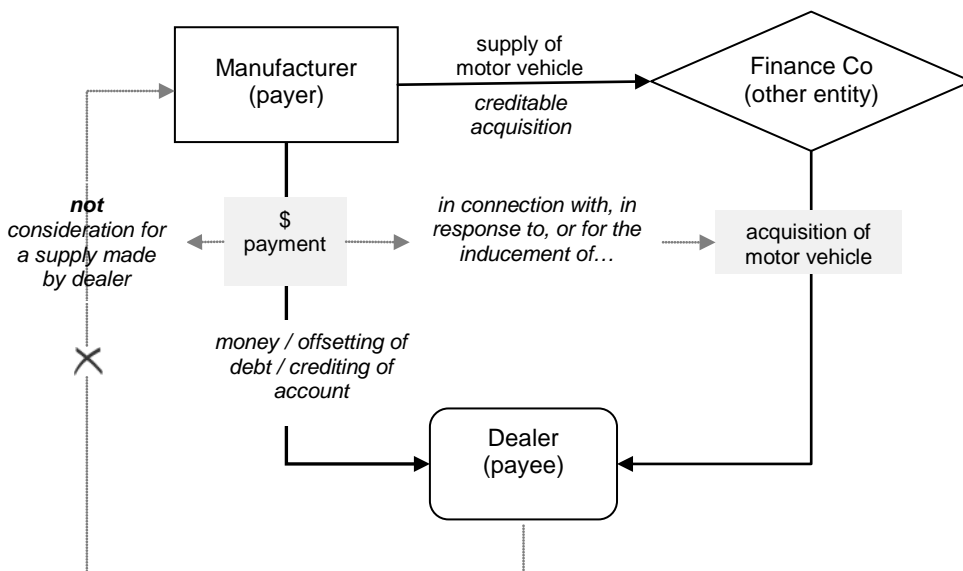 Manufacturer
(payer)
supply of
motor vehicle
creditable
acquisition
Finance Co
(other entity)
not
consideration for
a supply made
by dealer
$
payment
in connection with, in
response to, or for the
inducement of…
acquisition of
motor vehicle
money / offsetting of
debt / crediting of
account
Dealer
(payee)